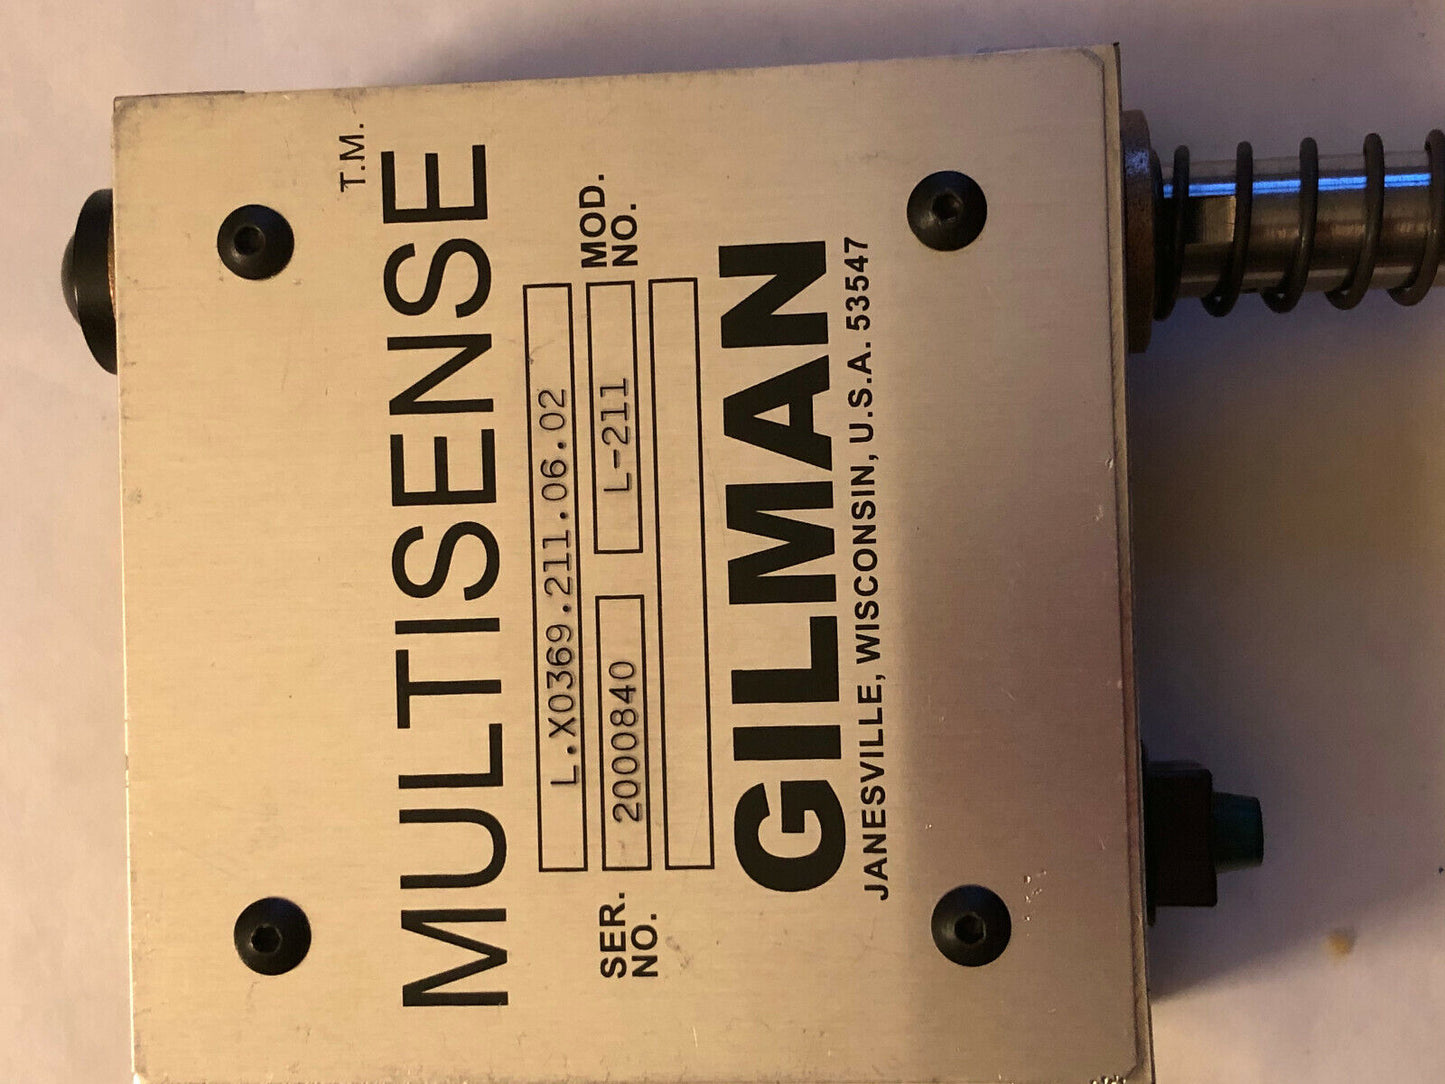 MULTISENSE T.M.
L.X0369.211.06.02
SER. NO. 2000840 L-211 MOD. NO.
GILMAN
JANESVILLE, WISCONSIN, U.S.A. 53547